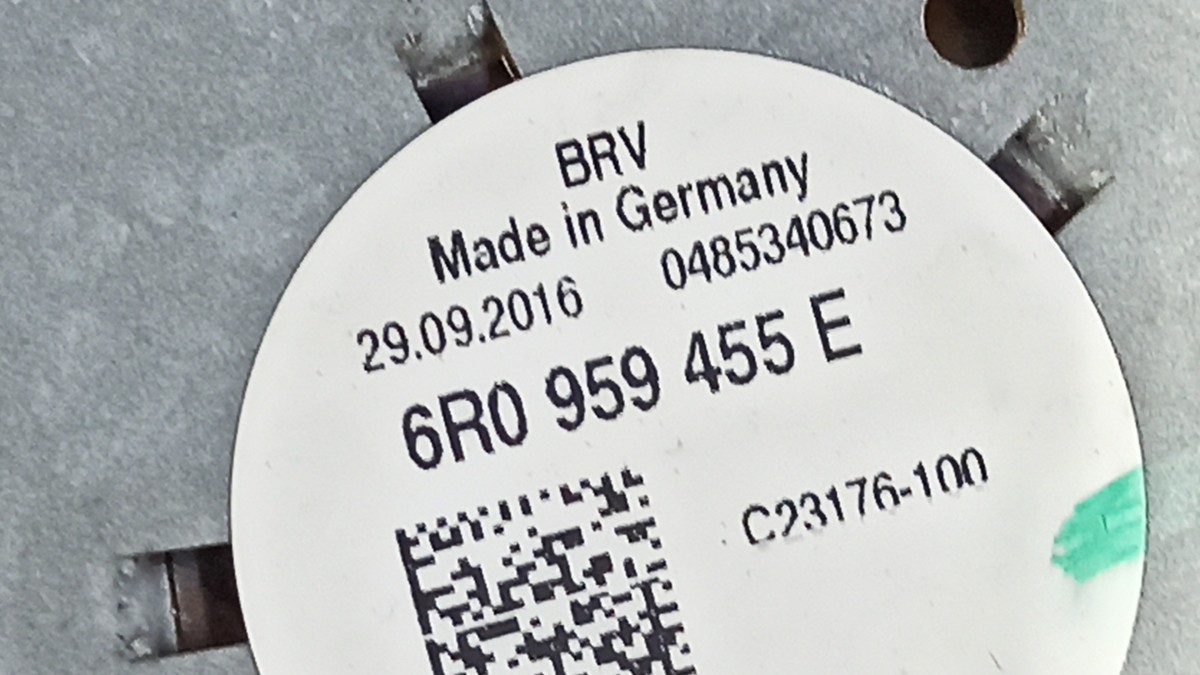 BRV
Made in Germany
29.09.2016 0485340673
6R0 959 455 E
C23176-100